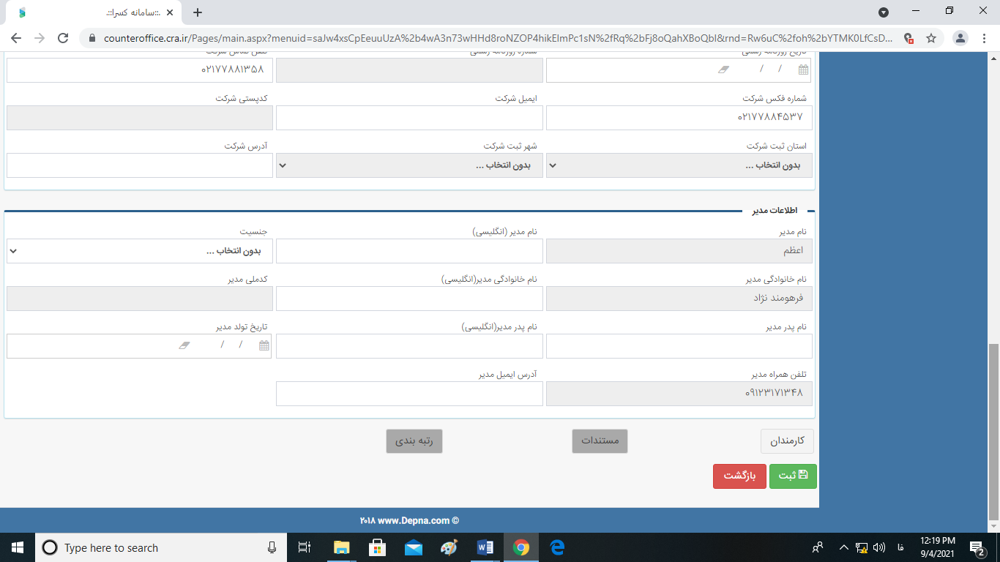 .::سامانه کسرا::.
counteroffice.cra.ir/Pages/main.aspx?menuid=saJw4xsCpEeuuUzA%2b4wA3n73wHHd8roNZOP4hikElmPc1sN%2fRq%2bFj8oQahXBoQbI&rnd=Rw6uC%2foh%2bYTMK0LfCsD...
تاریخ روزنامه رسمی شماره روزنامه رسمی تلفن تماس شرکت
/ / ۰۲۱۷۷۸۸۱۳۵۸
شماره فکس شرکت ایمیل شرکت کدپستی شرکت
۰۲۱۷۷۸۸۴۵۳۷
استان ثبت شرکت شهر ثبت شرکت آدرس شرکت
بدون انتخاب ... بدون انتخاب ...
اطلاعات مدیر
نام مدیر نام مدیر (انگلیسی) جنسیت
اعظم بدون انتخاب ...
نام خانوادگی مدیر نام خانوادگی مدیر(انگلیسی) کدملی مدیر
فرهومند نژاد
نام پدر مدیر نام پدر مدیر(انگلیسی) تاریخ تولد مدیر
/ /
تلفن همراه مدیر آدرس ایمیل مدیر
۰۹۱۲۳۱۷۱۳۴۸
کارمندان مستندات رتبه بندی
ثبت بازگشت
۲۰۱۸ www.Depna.com ©
Type here to search
فا
12:19 PM
9/4/2021
2